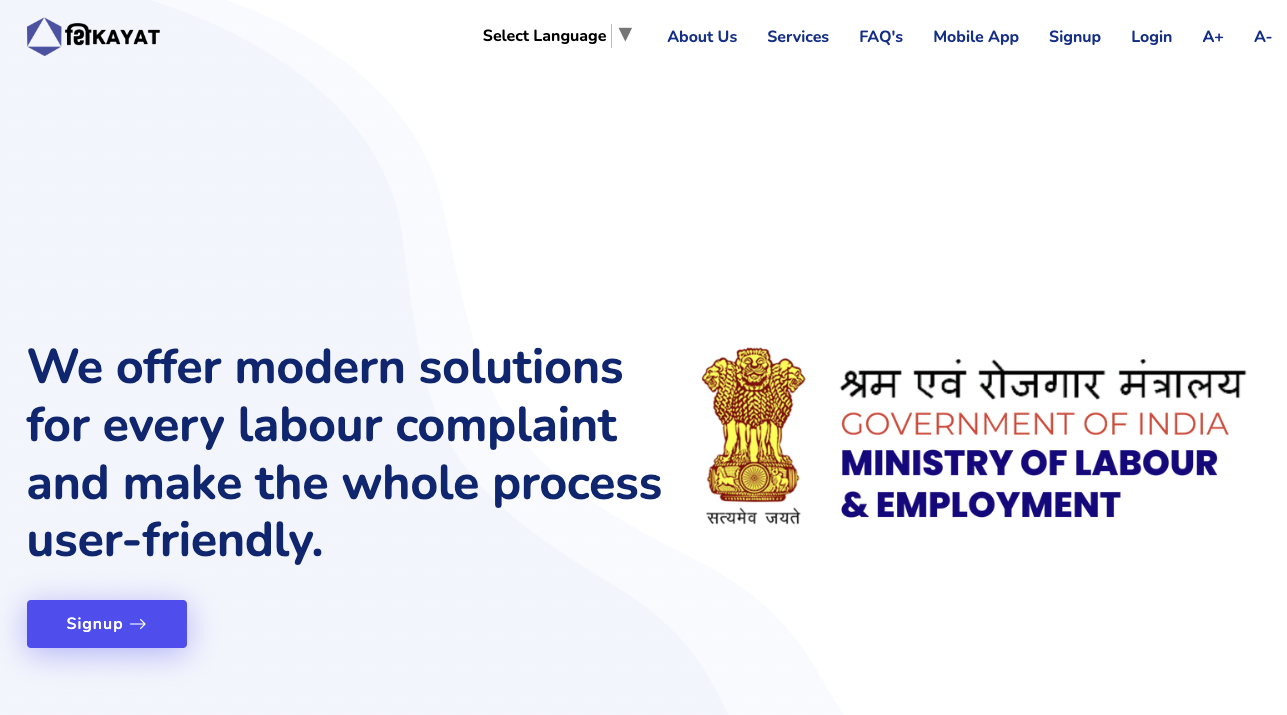 शिKAYAT
Select Language ▼
About Us
Services
FAQ's
Mobile App
Signup
Login
A+
A-
We offer modern solutions
for every labour complaint
and make the whole process
user-friendly.
Signup →
सत्यमेव जयते
श्रम एवं रोजगार मंत्रालय
GOVERNMENT OF INDIA
MINISTRY OF LABOUR
& EMPLOYMENT